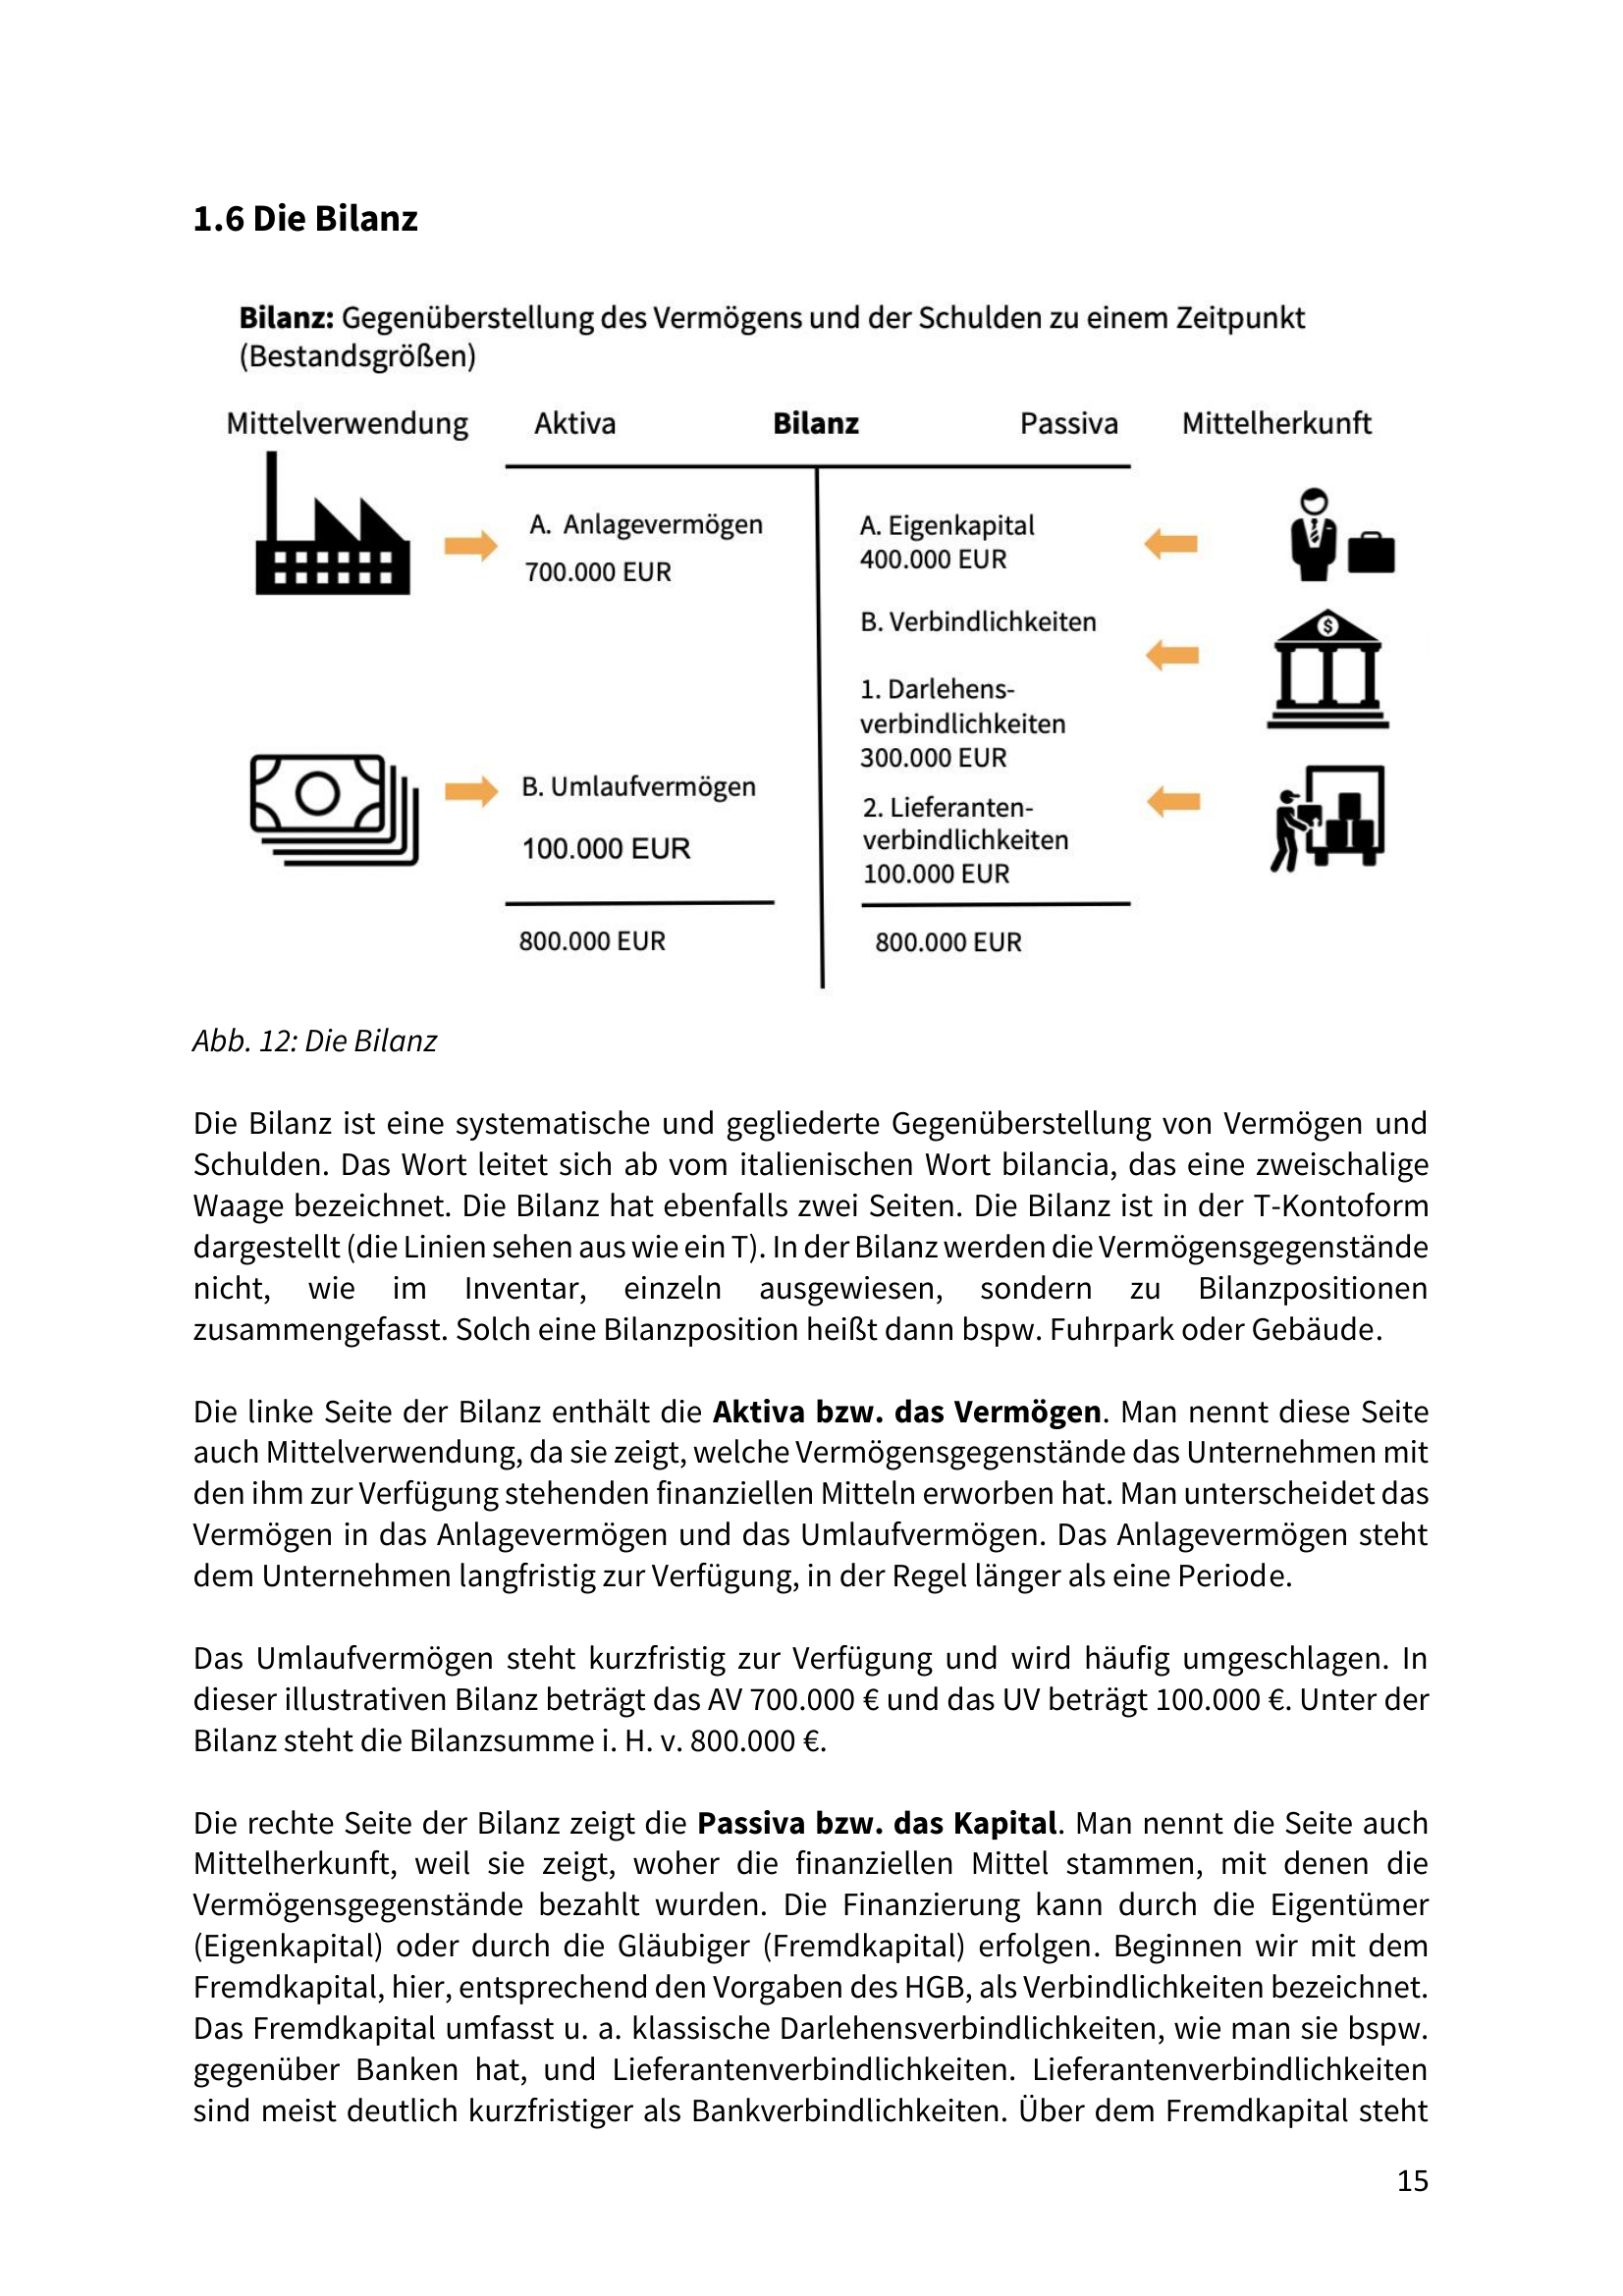 1.6 Die Bilanz
Bilanz: Gegenüberstellung des Vermögens und der Schulden zu einem Zeitpunkt
(Bestandsgrößen)
Mittelverwendung Aktiva Bilanz Passiva Mittelherkunft
A. Anlagevermögen
700.000 EUR
B. Umlaufvermögen
100.000 EUR
800.000 EUR
A. Eigenkapital
400.000 EUR
B. Verbindlichkeiten
1. Darlehens-
verbindlichkeiten
300.000 EUR
2. Lieferanten-
verbindlichkeiten
100.000 EUR
800.000 EUR
$
Abb. 12: Die Bilanz
Die Bilanz ist eine systematische und gegliederte Gegenüberstellung von Vermögen und
Schulden. Das Wort leitet sich ab vom italienischen Wort bilancia, das eine zweischalige
Waage bezeichnet. Die Bilanz hat ebenfalls zwei Seiten. Die Bilanz ist in der T-Kontoform
dargestellt (die Linien sehen aus wie ein T). In der Bilanz werden die Vermögensgegenstände
nicht, wie im Inventar, einzeln ausgewiesen, sondern zu Bilanzpositionen
zusammengefasst. Solch eine Bilanzposition heißt dann bspw. Fuhrpark oder Gebäude.
Die linke Seite der Bilanz enthält die Aktiva bzw. das Vermögen. Man nennt diese Seite
auch Mittelverwendung, da sie zeigt, welche Vermögensgegenstände das Unternehmen mit
den ihm zur Verfügung stehenden finanziellen Mitteln erworben hat. Man unterscheidet das
Vermögen in das Anlagevermögen und das Umlaufvermögen. Das Anlagevermögen steht
dem Unternehmen langfristig zur Verfügung, in der Regel länger als eine Periode.
Das Umlaufvermögen steht kurzfristig zur Verfügung und wird häufig umgeschlagen. In
dieser illustrativen Bilanz beträgt das AV 700.000 € und das UV beträgt 100.000 €. Unter der
Bilanz steht die Bilanzsumme i. H. v. 800.000 €.
Die rechte Seite der Bilanz zeigt die Passiva bzw. das Kapital. Man nennt die Seite auch
Mittelherkunft, weil sie zeigt, woher die finanziellen Mittel stammen, mit denen die
Vermögensgegenstände bezahlt wurden. Die Finanzierung kann durch die Eigentümer
(Eigenkapital) oder durch die Gläubiger (Fremdkapital) erfolgen. Beginnen wir mit dem
Fremdkapital, hier, entsprechend den Vorgaben des HGB, als Verbindlichkeiten bezeichnet.
Das Fremdkapital umfasst u. a. klassische Darlehensverbindlichkeiten, wie man sie bspw.
gegenüber Banken hat, und Lieferantenverbindlichkeiten. Lieferantenverbindlichkeiten
sind meist deutlich kurzfristiger als Bankverbindlichkeiten. Über dem Fremdkapital steht
15